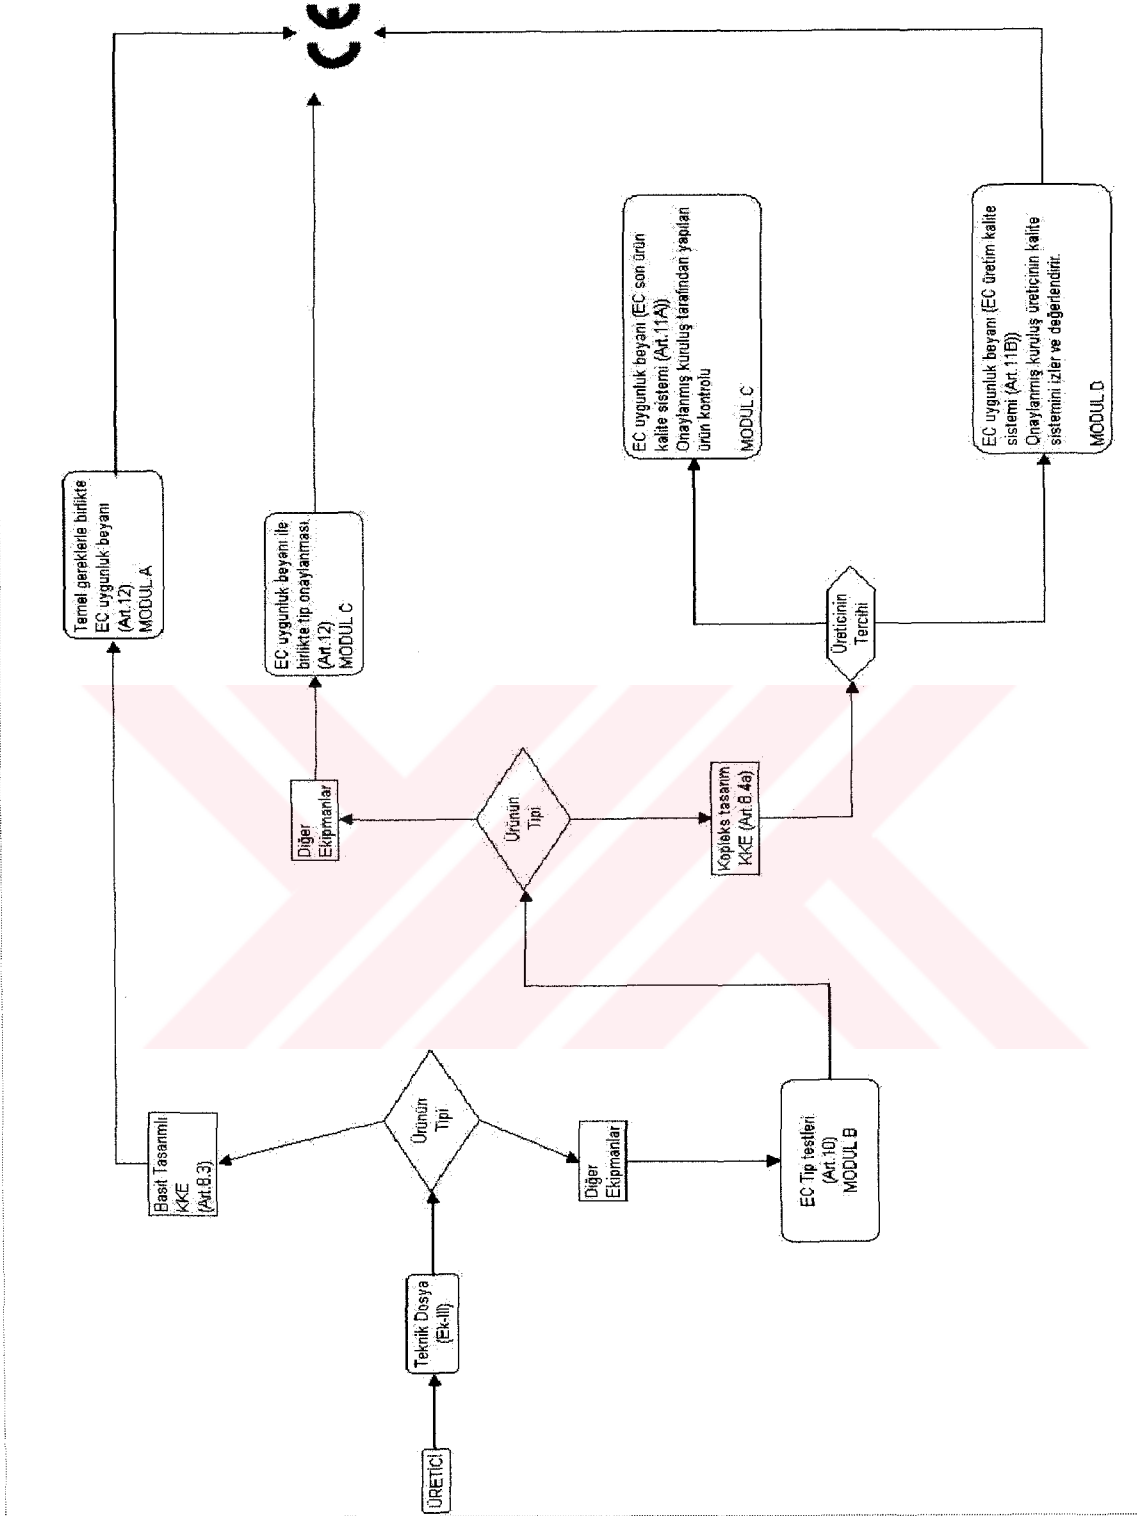 ÜRETİCİ
Teknik Dosya
(Ek-III)
Ürünün
Tipi
Basit Tasarımlı
KKE
(Art.8.3)
Diğer
Ekipmanlar
EC Tip testleri
(Art.10)
MODUL B
Ürünün
Tipi
Diğer
Ekipmanlar
Kopleks tasarım
KKE (Art.8.4a)
Temel gereklerle birlikte
EC uygunluk beyanı
(Art.12)
MODUL A
EC uygunluk beyanı ile
birlikte tip onaylanması
(Art.12)
MODUL C
Üreticinin
Tercihi
EC uygunluk beyanı (EC son ürün
kalite sistemi (Art.11A))
Onaylanmış kuruluş tarafından yapılan
ürün kontrolu
MODUL C
EC uygunluk beyanı (EC üretim kalite
sistemi (Art.11B))
Onaylanmış kuruluş üreticinin kalite
sistemini izler ve değerlendirir.
MODUL D
CE